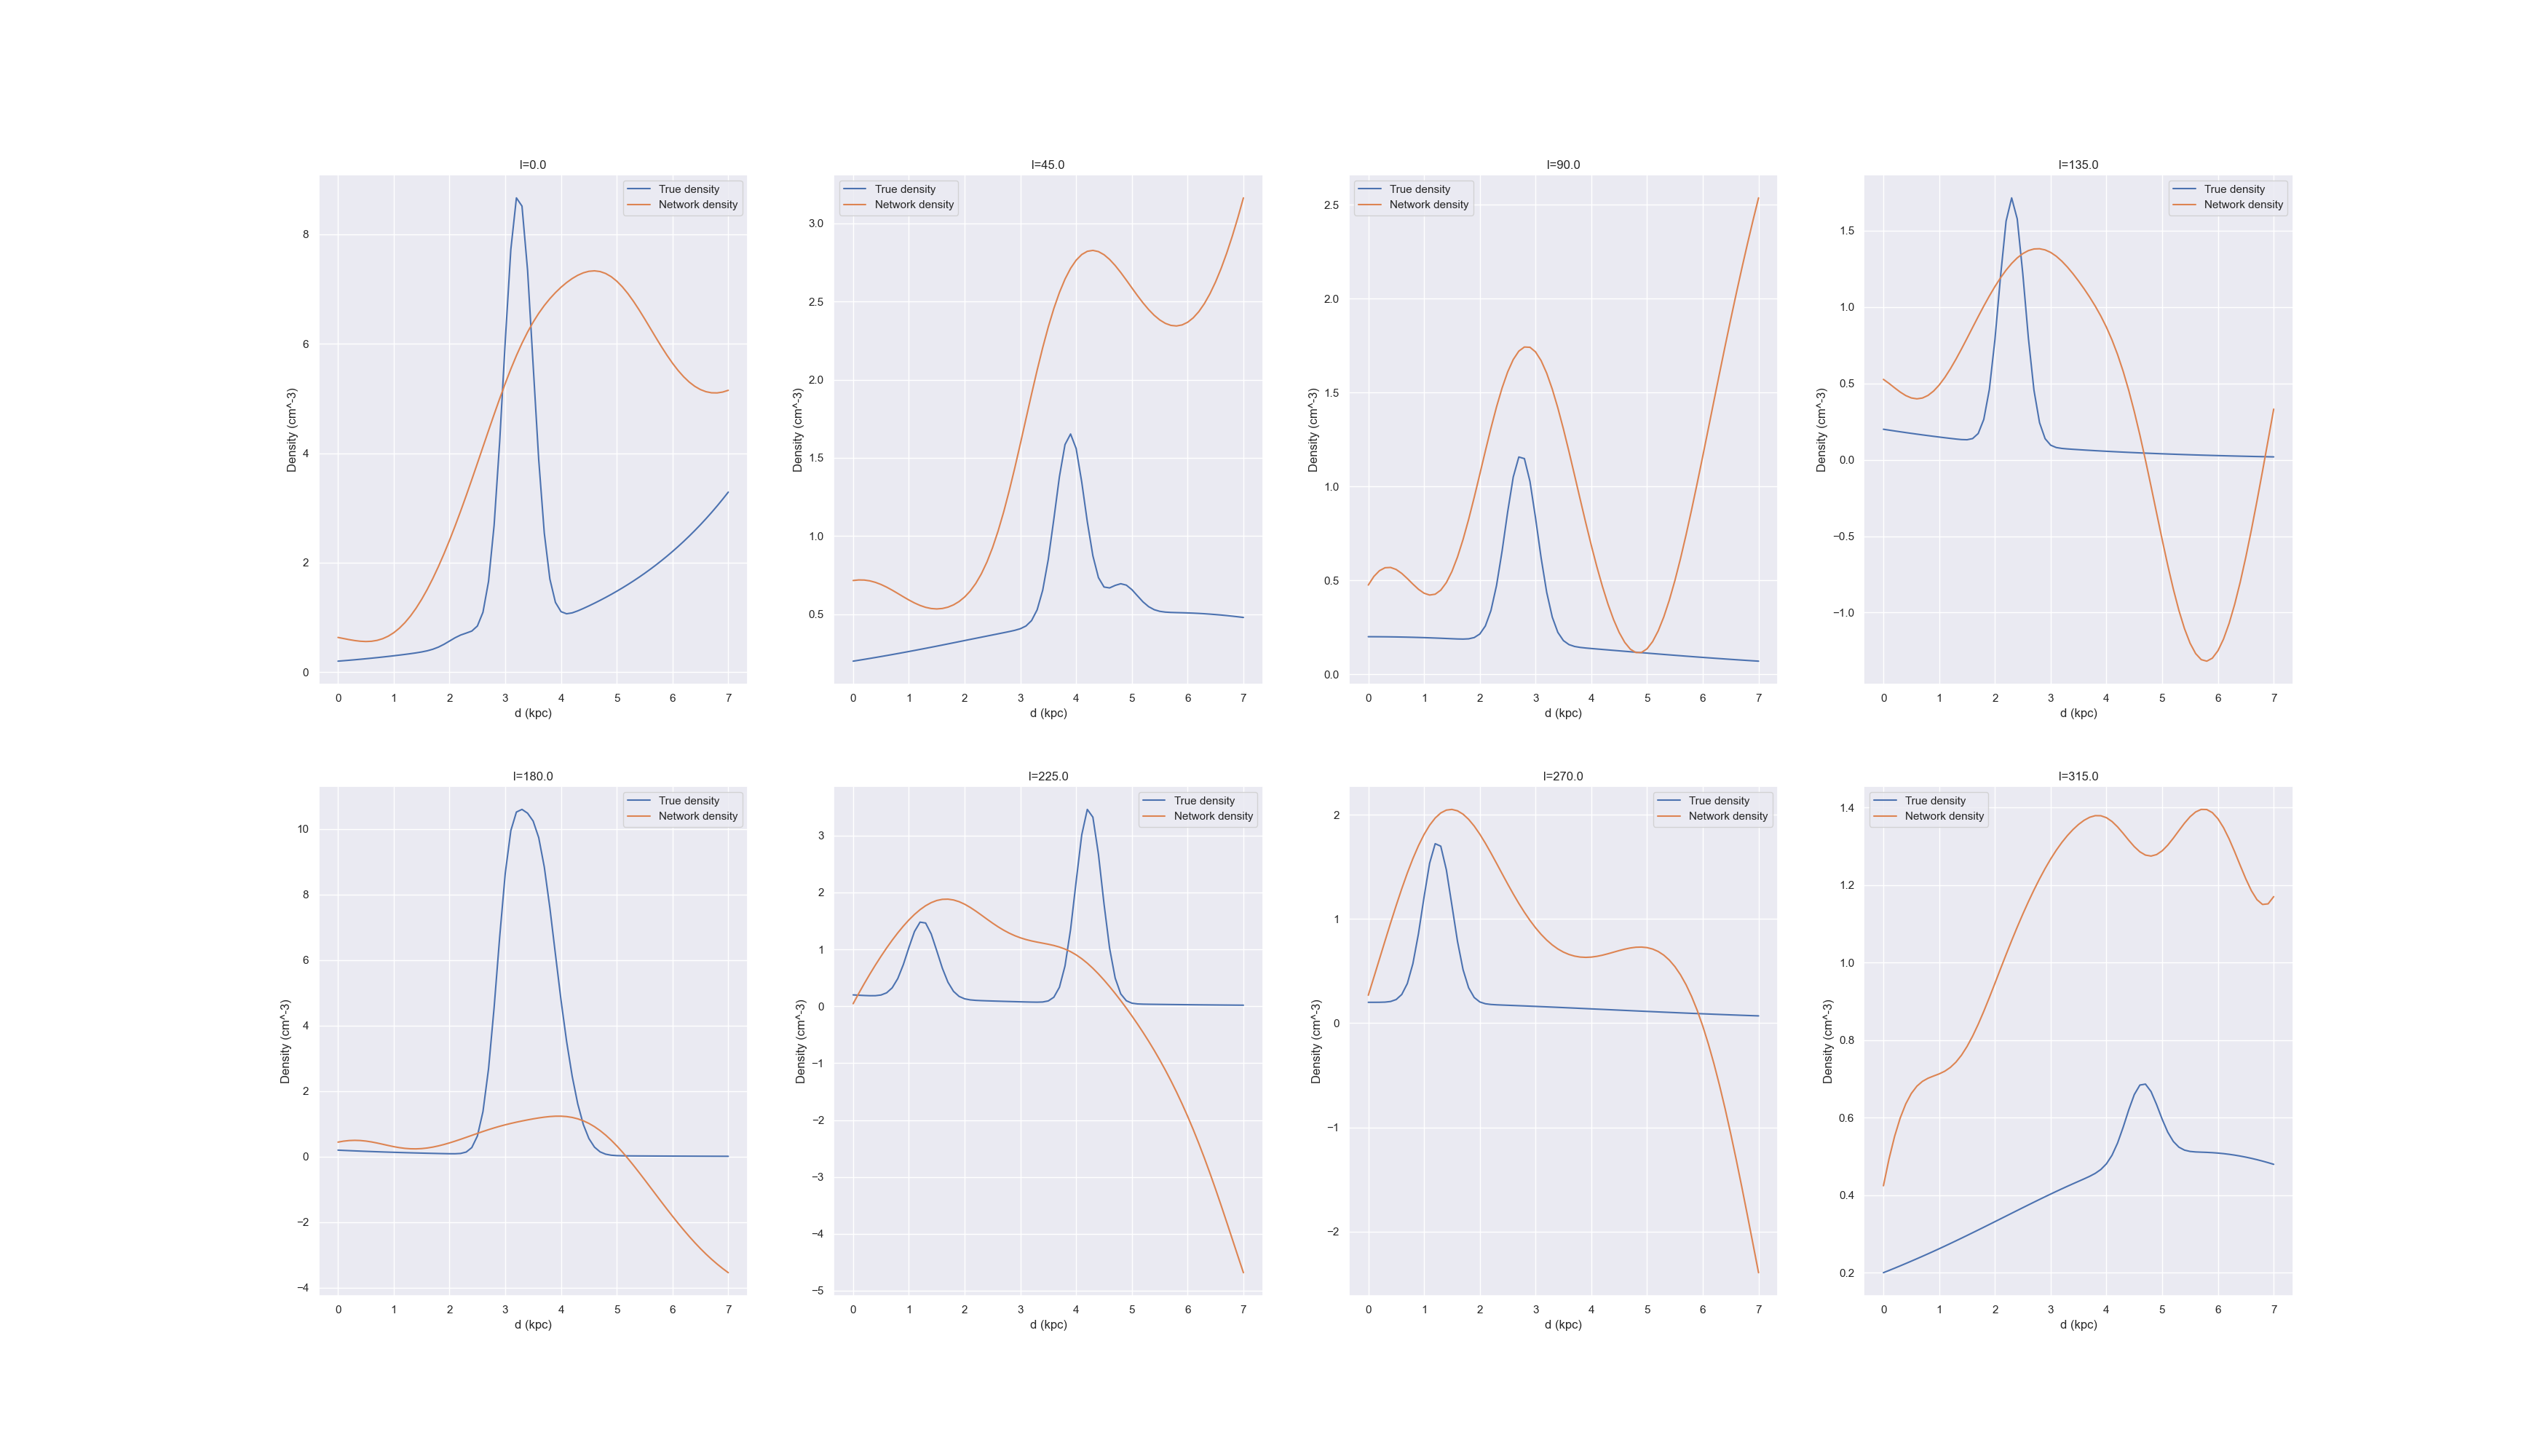 l=0.0
True density
Network density
Density (cm^-3)
8
6
4
2
0
0 1 2 3 4 5 6 7
d (kpc)
l=45.0
True density
Network density
Density (cm^-3)
3.0
2.5
2.0
1.5
1.0
0.5
0 1 2 3 4 5 6 7
d (kpc)
l=90.0
True density
Network density
Density (cm^-3)
2.5
2.0
1.5
1.0
0.5
0.0
0 1 2 3 4 5 6 7
d (kpc)
l=135.0
True density
Network density
Density (cm^-3)
1.5
1.0
0.5
0.0
−0.5
−1.0
0 1 2 3 4 5 6 7
d (kpc)
l=180.0
True density
Network density
Density (cm^-3)
10
8
6
4
2
0
−2
−4
0 1 2 3 4 5 6 7
d (kpc)
l=225.0
True density
Network density
Density (cm^-3)
3
2
1
0
−1
−2
−3
−4
−5
0 1 2 3 4 5 6 7
d (kpc)
l=270.0
True density
Network density
Density (cm^-3)
2
1
0
−1
−2
0 1 2 3 4 5 6 7
d (kpc)
l=315.0
True density
Network density
Density (cm^-3)
1.4
1.2
1.0
0.8
0.6
0.4
0.2
0 1 2 3 4 5 6 7
d (kpc)